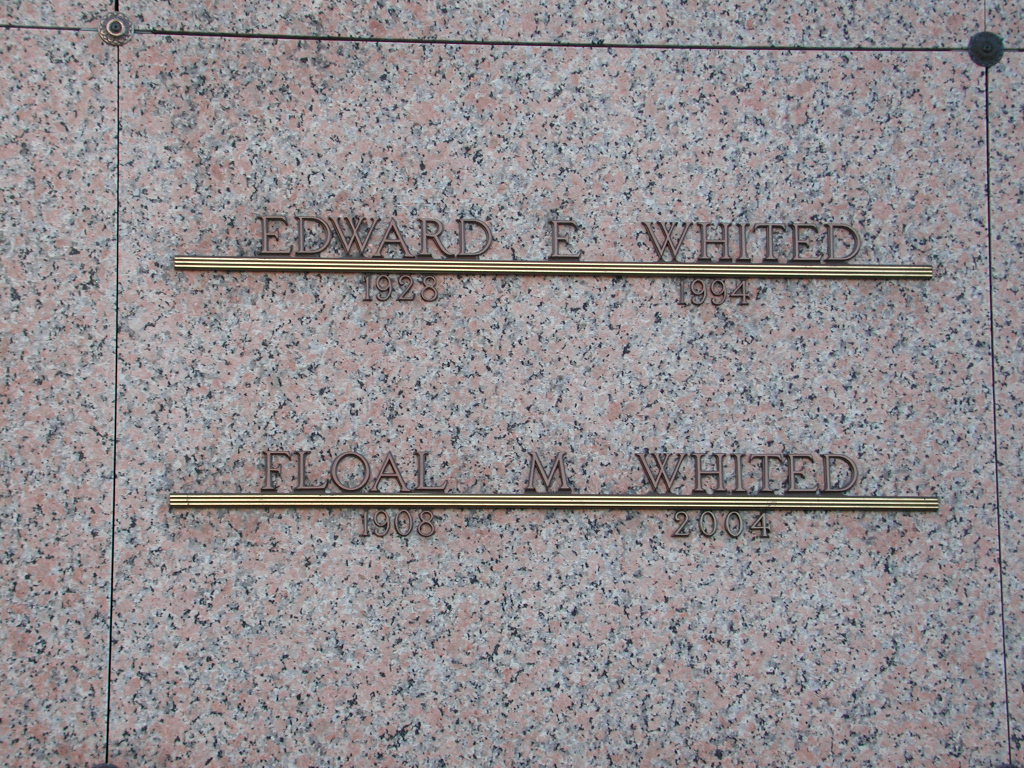 EDWARD E WHITED
1928 1994
FLOAL M WHITED
1908 2004